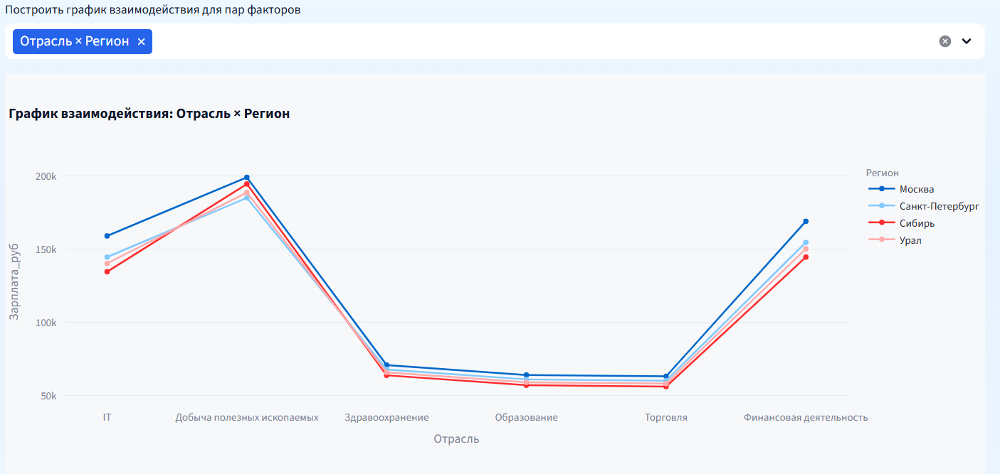 Построить график взаимодействия для пар факторов
Отрасль × Регион ×
График взаимодействия: Отрасль × Регион
200k
150k
100k
50k
Зарплата_руб
IT
Добыча полезных ископаемых
Здравоохранение
Образование
Торговля
Финансовая деятельность
Отрасль
Регион
Москва
Санкт-Петербург
Сибирь
Урал